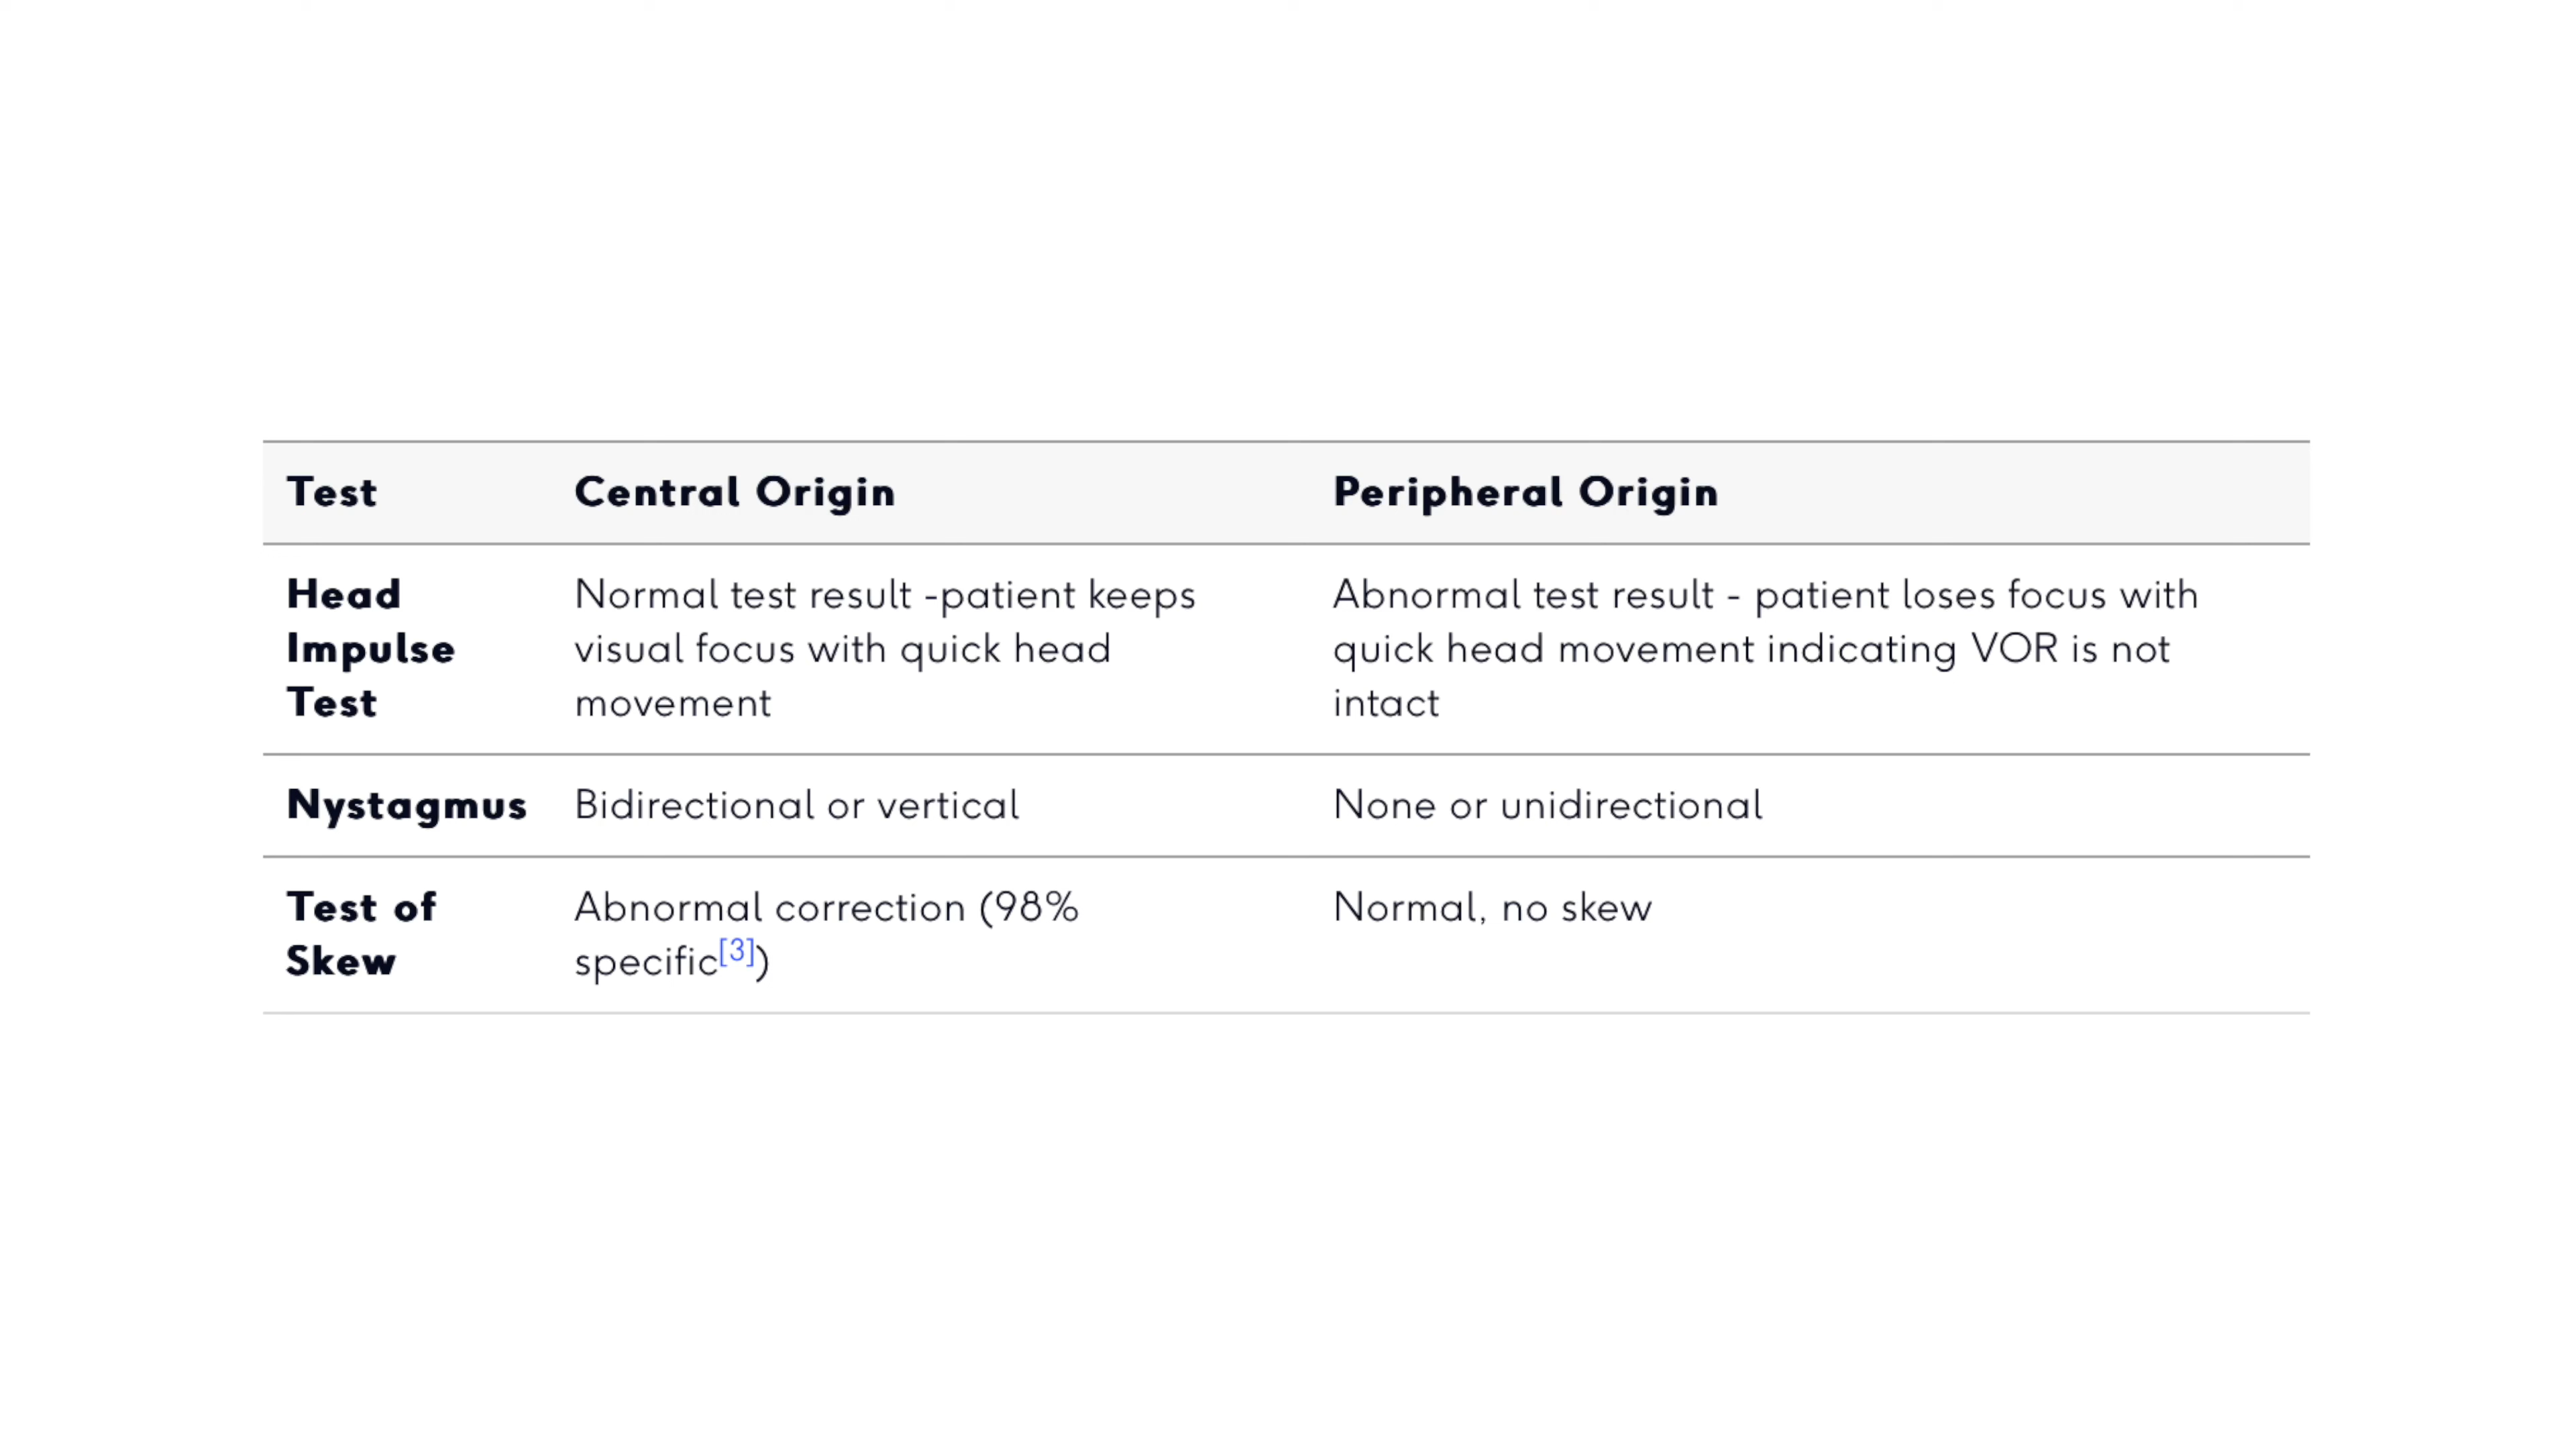 Test Central Origin Peripheral Origin
Head Impulse Test
Normal test result -patient keeps
visual focus with quick head
movement
Abnormal test result - patient loses focus with
quick head movement indicating VOR is not
intact
Nystagmus Bidirectional or vertical None or unidirectional
Test of
Skew
Abnormal correction (98%
specific[3])
Normal, no skew